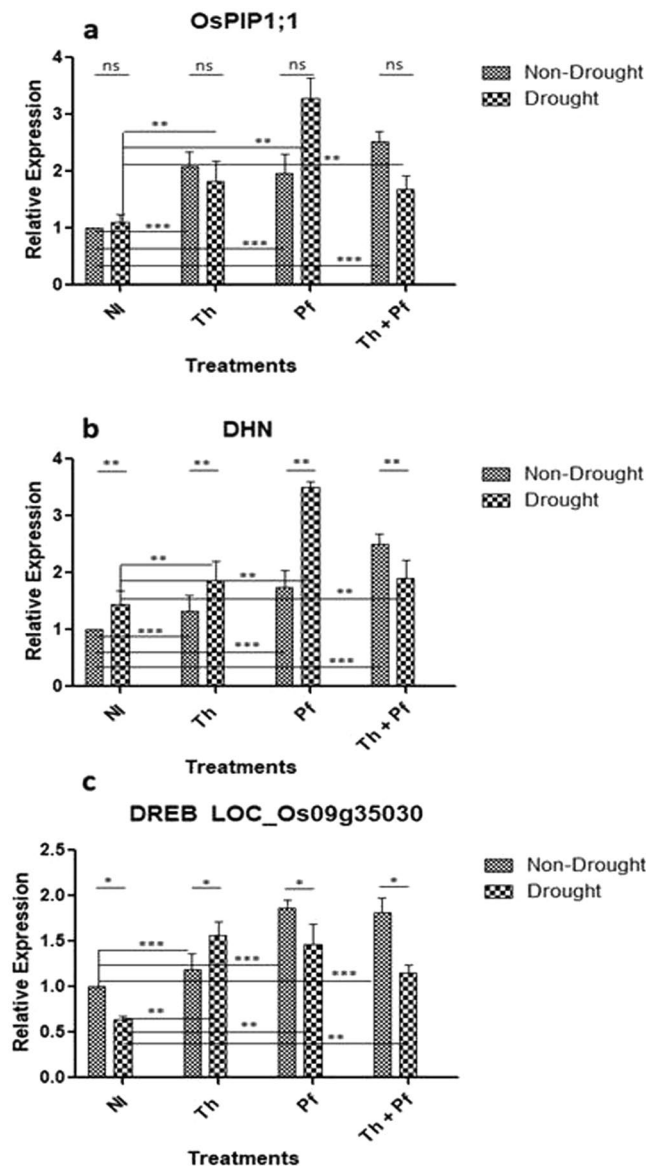 a
OsPIP1;1
ns ns ns ns
Non-Drought
Drought
** ** **
*** *** ***
Relative Expression
4
3
2
1
0
NI Th Pf Th + Pf
Treatments
b
DHN
** ** ** **
Non-Drought
Drought
** ** **
*** *** ***
Relative Expression
4
3
2
1
0
NI Th Pf Th + Pf
Treatments
c
DREB LOC_Os09g35030
* * * *
Non-Drought
Drought
*** *** ***
** ** **
Relative Expression
2.5
2.0
1.5
1.0
0.5
0.0
NI Th Pf Th + Pf
Treatments